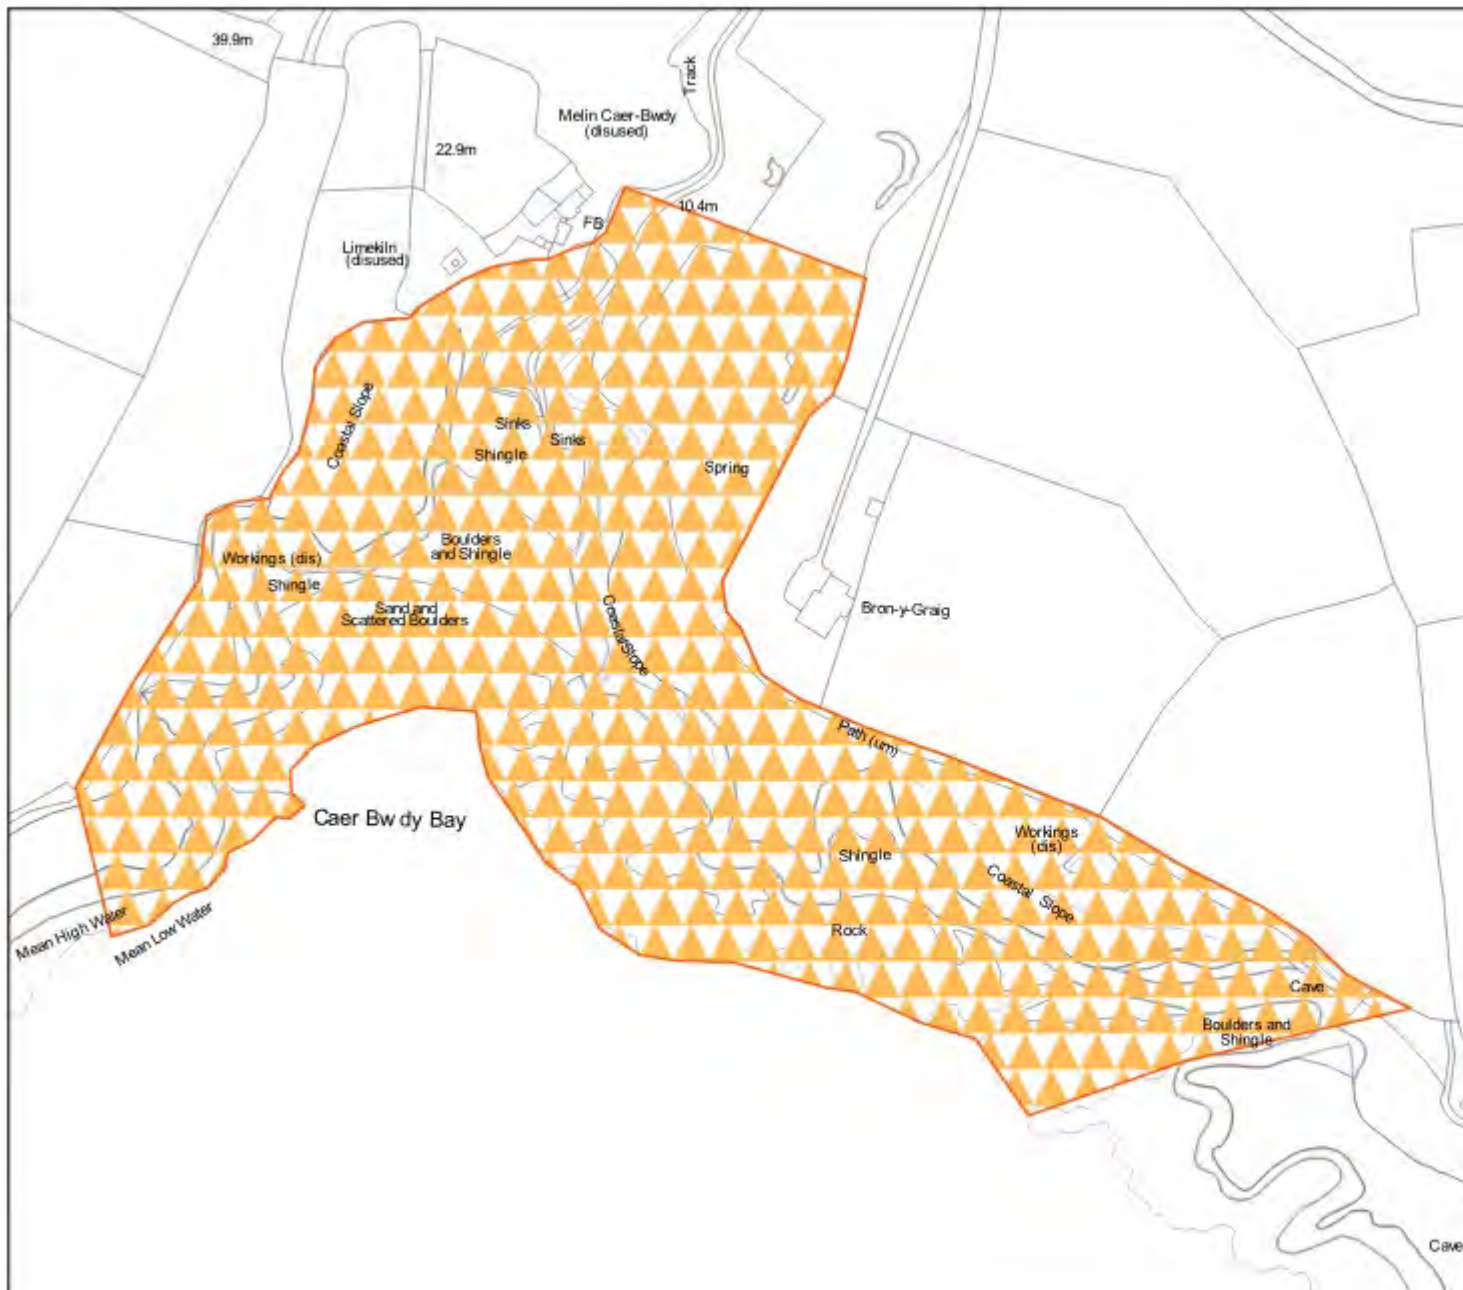 39.9m
Track
Melin Caer-Bwdy
(disused)
22.9m
10.4m
FB
Limekiln
(disused)
Coastal Slope
Sinks
Sinks
Shingle
Spring
Boulders
and Shingle
Workings (dis)
Shingle
Sand and
Scattered Boulders
Coastal Slope
Bron-y-Graig
Path (um)
Caer Bwdy Bay
Workings
(dis)
Shingle
Coastal Slope
Rock
Mean High Water
Mean Low Water
Cave
Boulders and
Shingle
Cave